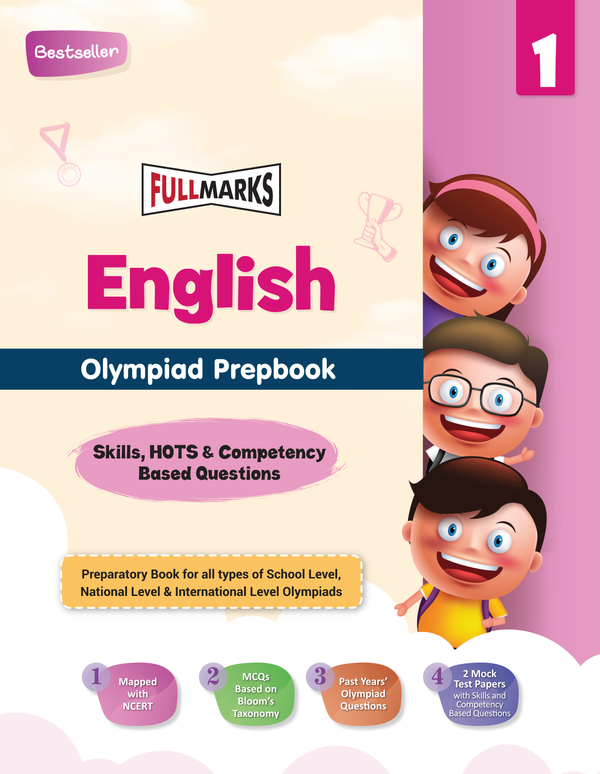 Bestseller
1
FULLMARKS
English
Olympiad Prepbook
Skills, HOTS & Competency
Based Questions
Preparatory Book for all types of School Level,
National Level & International Level Olympiads
1
Mapped
with
NCERT
2
MCQs
Based on
Bloom's
Taxonomy
3
Past Years'
Olympiad
Questions
4
2 Mock
Test Papers
with Skills and
Competency
Based Questions